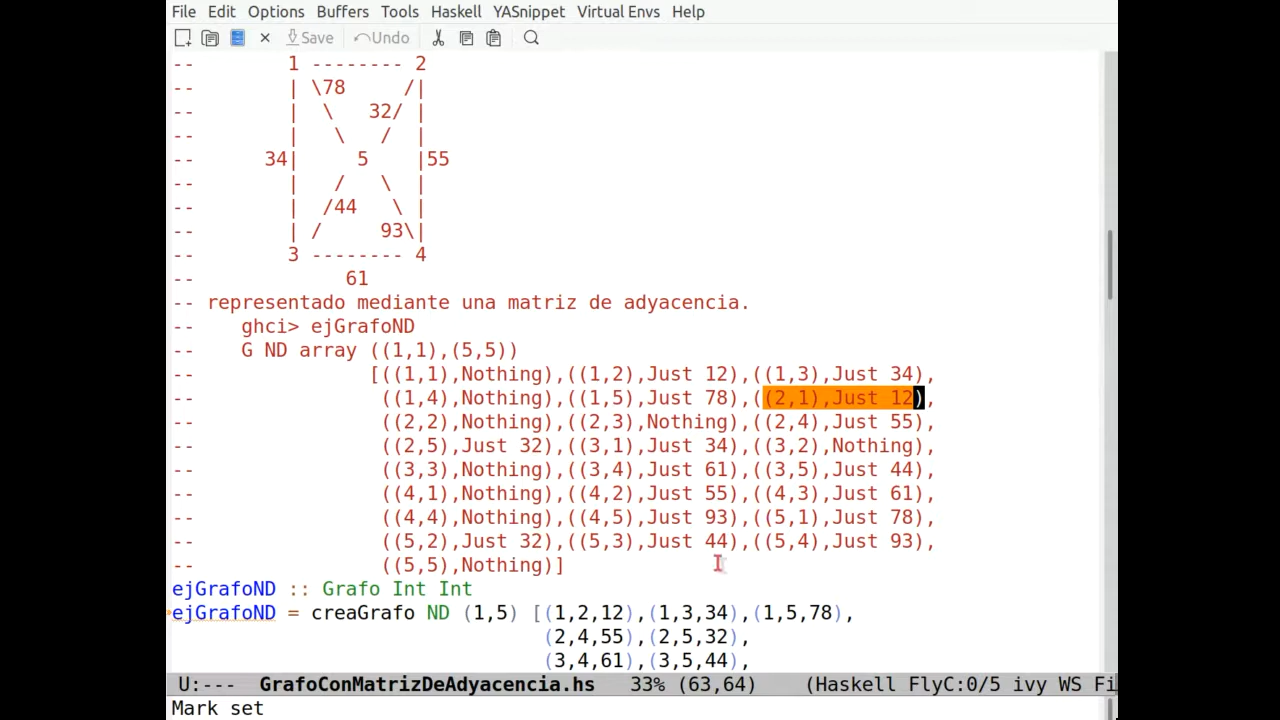 File Edit Options Buffers Tools Haskell YASnippet Virtual Envs Help
Save Undo
-- 1 -------- 2
-- | \78 /|
-- | \ 32/ |
-- | \ / |
-- 34| 5 |55
-- | / \ |
-- | /44 \ |
-- | / 93\|
-- 3 -------- 4
-- 61
-- representado mediante una matriz de adyacencia.
-- ghci> ejGrafoND
-- G ND array ((1,1),(5,5))
-- [((1,1),Nothing),((1,2),Just 12),((1,3),Just 34),
-- ((1,4),Nothing),((1,5),Just 78),((2,1),Just 12),
-- ((2,2),Nothing),((2,3),Nothing),((2,4),Just 55),
-- ((2,5),Just 32),((3,1),Just 34),((3,2),Nothing),
-- ((3,3),Nothing),((3,4),Just 61),((3,5),Just 44),
-- ((4,1),Nothing),((4,2),Just 55),((4,3),Just 61),
-- ((4,4),Nothing),((4,5),Just 93),((5,1),Just 78),
-- ((5,2),Just 32),((5,3),Just 44),((5,4),Just 93),
-- ((5,5),Nothing)]
ejGrafoND :: Grafo Int Int
ejGrafoND = creaGrafo ND (1,5) [(1,2,12),(1,3,34),(1,5,78),
(2,4,55),(2,5,32),
(3,4,61),(3,5,44),
U:--- GrafoConMatrizDeAdyacencia.hs 33% (63,64) (Haskell FlyC:0/5 ivy WS Fi
Mark set